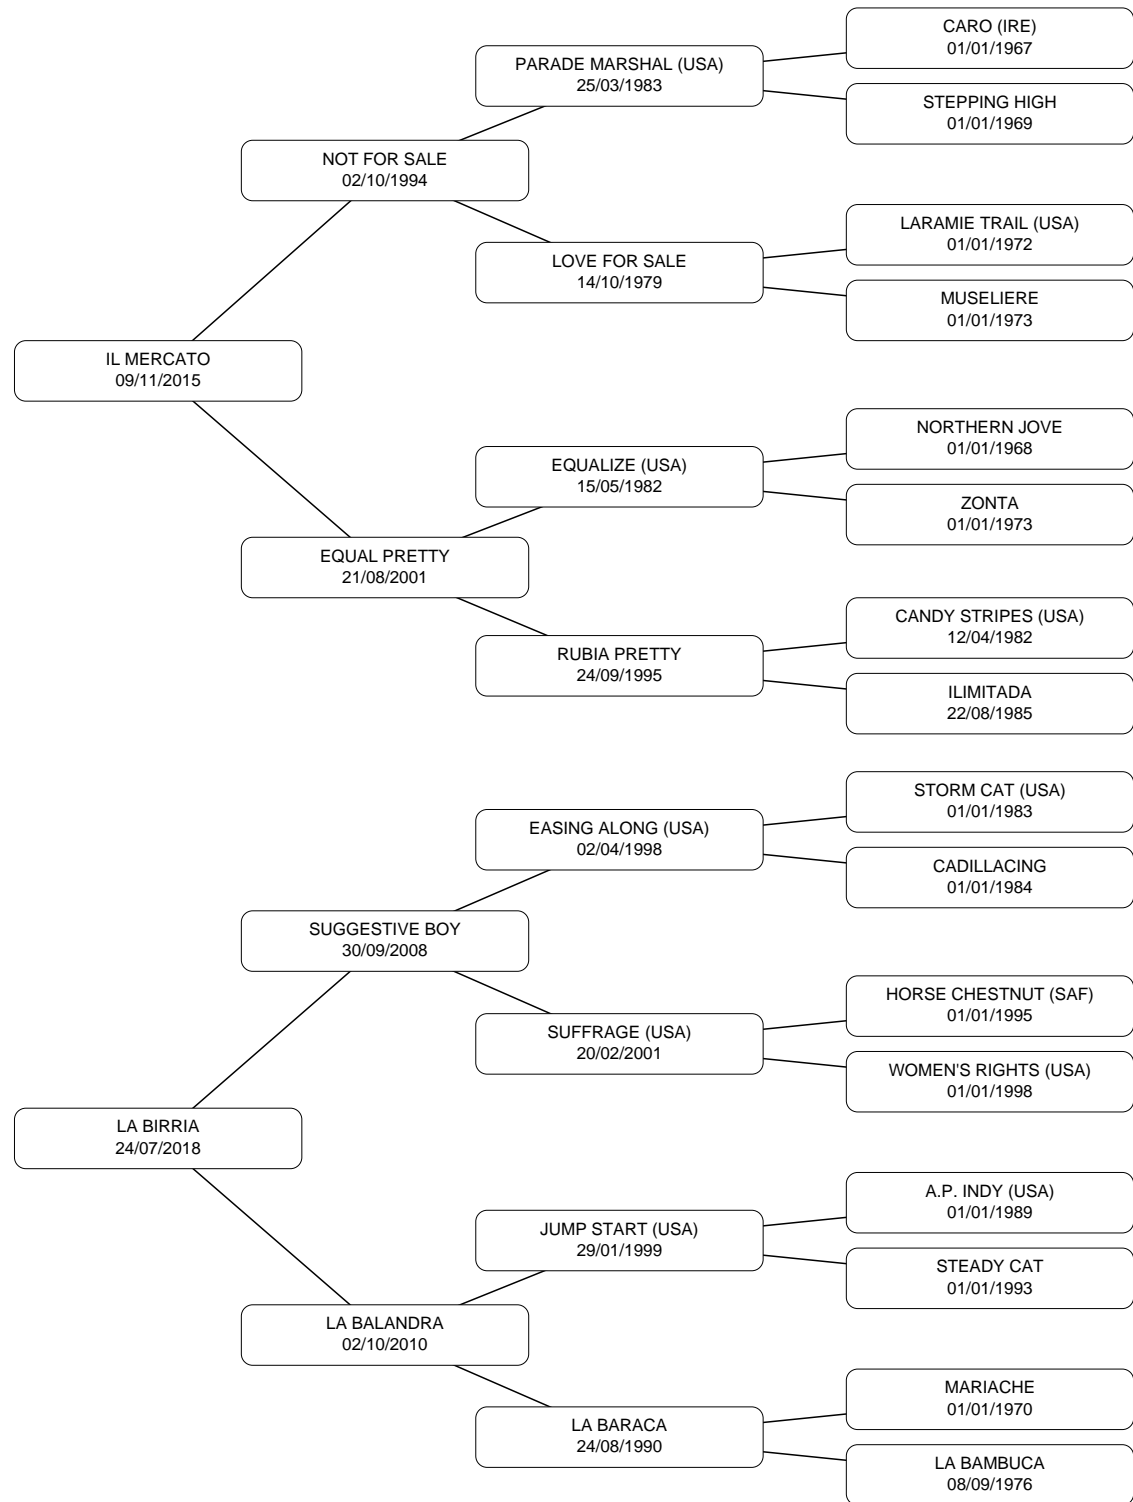 CARO (IRE)
01/01/1967
PARADE MARSHAL (USA)
25/03/1983
STEPPING HIGH
01/01/1969
NOT FOR SALE
02/10/1994
LARAMIE TRAIL (USA)
01/01/1972
LOVE FOR SALE
14/10/1979
MUSELIERE
01/01/1973
IL MERCATO
09/11/2015
NORTHERN JOVE
01/01/1968
EQUALIZE (USA)
15/05/1982
ZONTA
01/01/1973
EQUAL PRETTY
21/08/2001
CANDY STRIPES (USA)
12/04/1982
RUBIA PRETTY
24/09/1995
ILIMITADA
22/08/1985
STORM CAT (USA)
01/01/1983
EASING ALONG (USA)
02/04/1998
CADILLACING
01/01/1984
SUGGESTIVE BOY
30/09/2008
HORSE CHESTNUT (SAF)
01/01/1995
SUFFRAGE (USA)
20/02/2001
WOMEN'S RIGHTS (USA)
01/01/1998
LA BIRRIA
24/07/2018
A.P. INDY (USA)
01/01/1989
JUMP START (USA)
29/01/1999
STEADY CAT
01/01/1993
LA BALANDRA
02/10/2010
MARIACHE
01/01/1970
LA BARACA
24/08/1990
LA BAMBUCA
08/09/1976